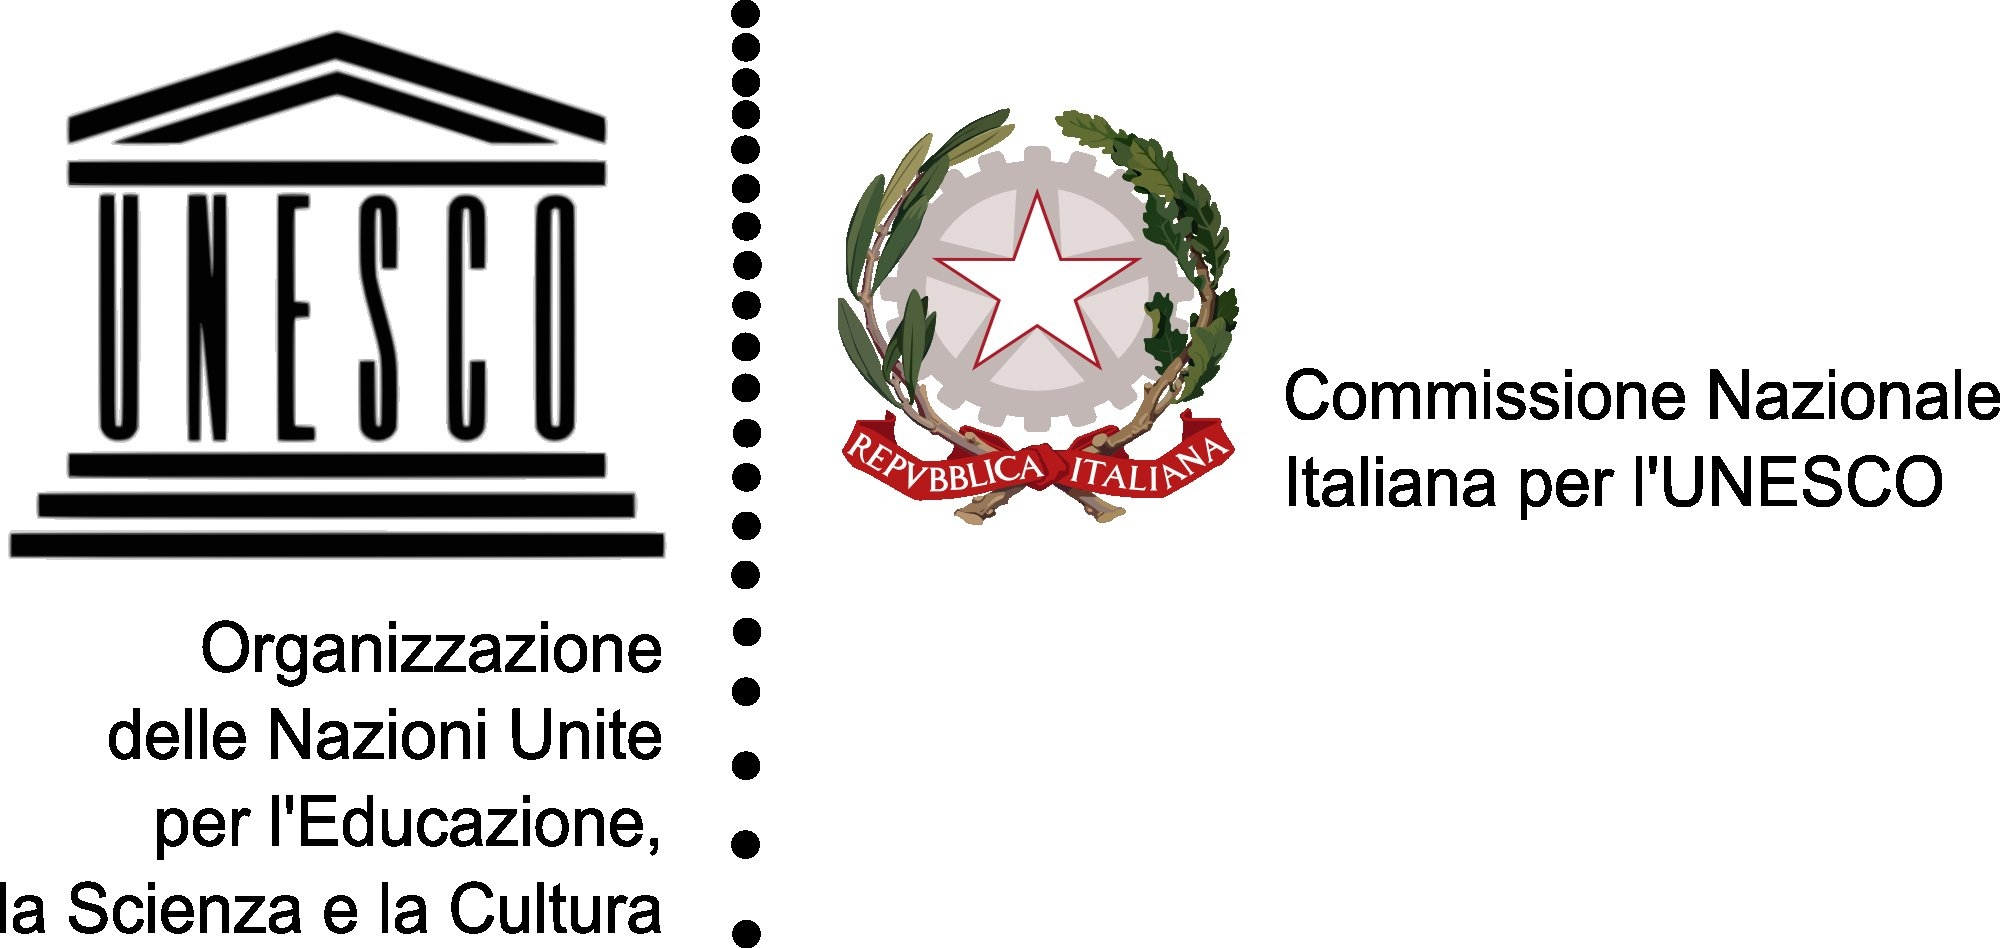 UNESCO
Organizzazione
delle Nazioni Unite
per l'Educazione,
la Scienza e la Cultura
REPVBBLICA ITALIANA
Commissione Nazionale
Italiana per l'UNESCO